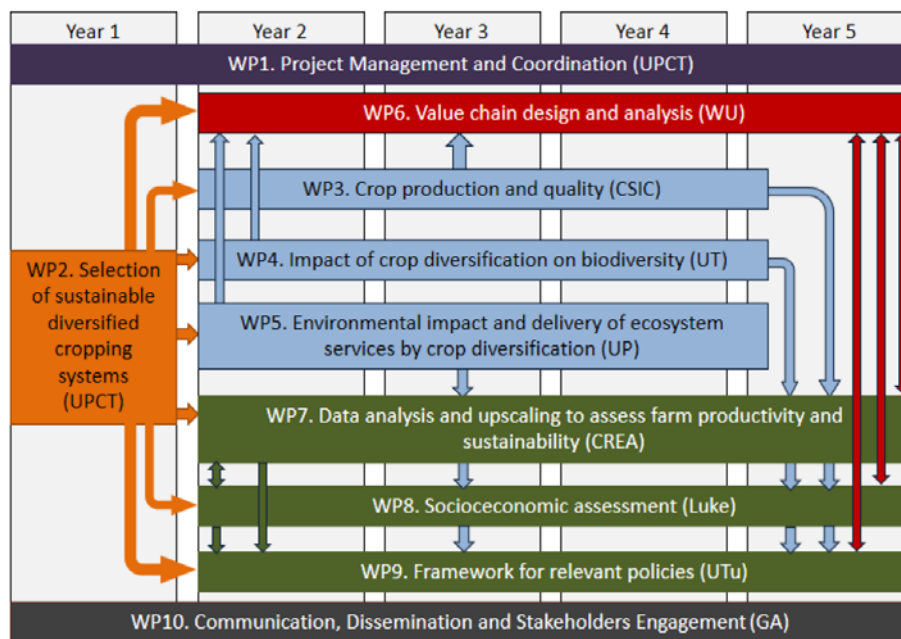 Year 1
Year 2
Year 3
Year 4
Year 5
WP1. Project Management and Coordination (UPCT)
WP6. Value chain design and analysis (WU)
WP3. Crop production and quality (CSIC)
WP2. Selection
of sustainable
diversified
cropping
systems
(UPCT)
WP4. Impact of crop diversification on biodiversity (UT)
WP5. Environmental impact and delivery of ecosystem
services by crop diversification (UP)
WP7. Data analysis and upscaling to assess farm productivity and
sustainability (CREA)
WP8. Socioeconomic assessment (Luke)
WP9. Framework for relevant policies (UTu)
WP10. Communication, Dissemination and Stakeholders Engagement (GA)